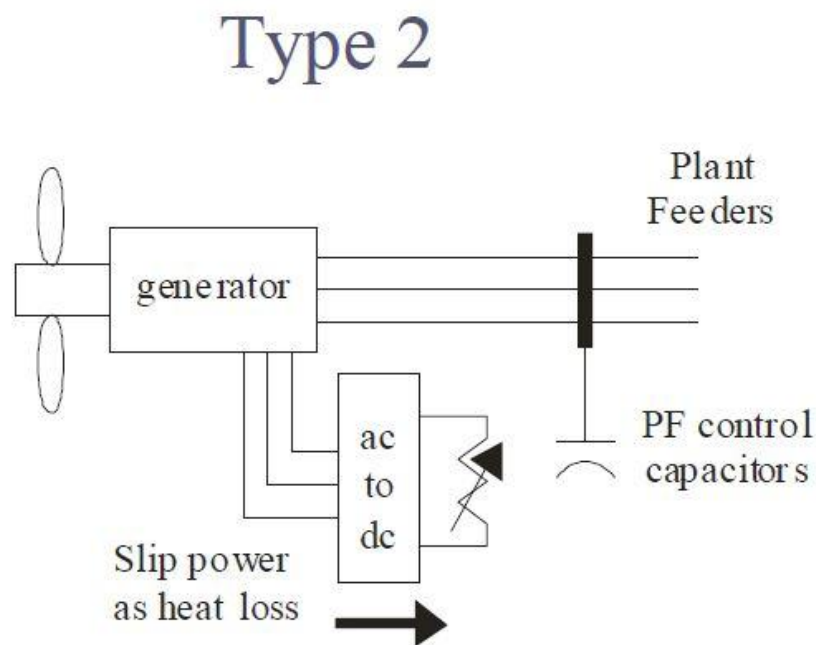 Type 2
Plant
Feeders
generator
ac
to
dc
PF control
capacitors
Slip power
as heat loss